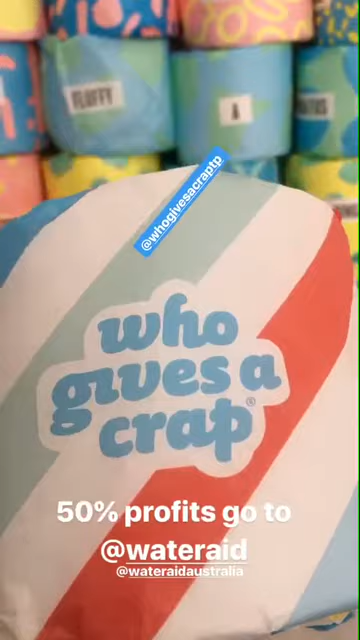 FLUFFY
A
@whogivesacraptp
who
gives a
crap®
50% profits go to
@wateraid
@wateraidaustralia